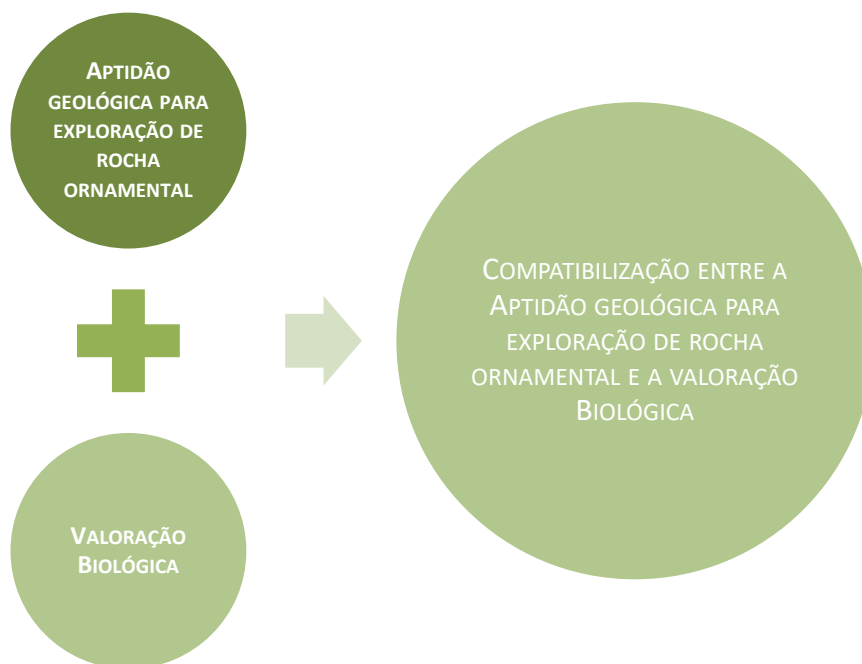 APTIDÃO
GEOLÓGICA PARA
EXPLORAÇÃO DE
ROCHA
ORNAMENTAL
VALORAÇÃO
BIOLÓGICA
COMPATIBILIZAÇÃO ENTRE A
APTIDÃO GEOLÓGICA PARA
EXPLORAÇÃO DE ROCHA
ORNAMENTAL E A VALORAÇÃO
BIOLÓGICA